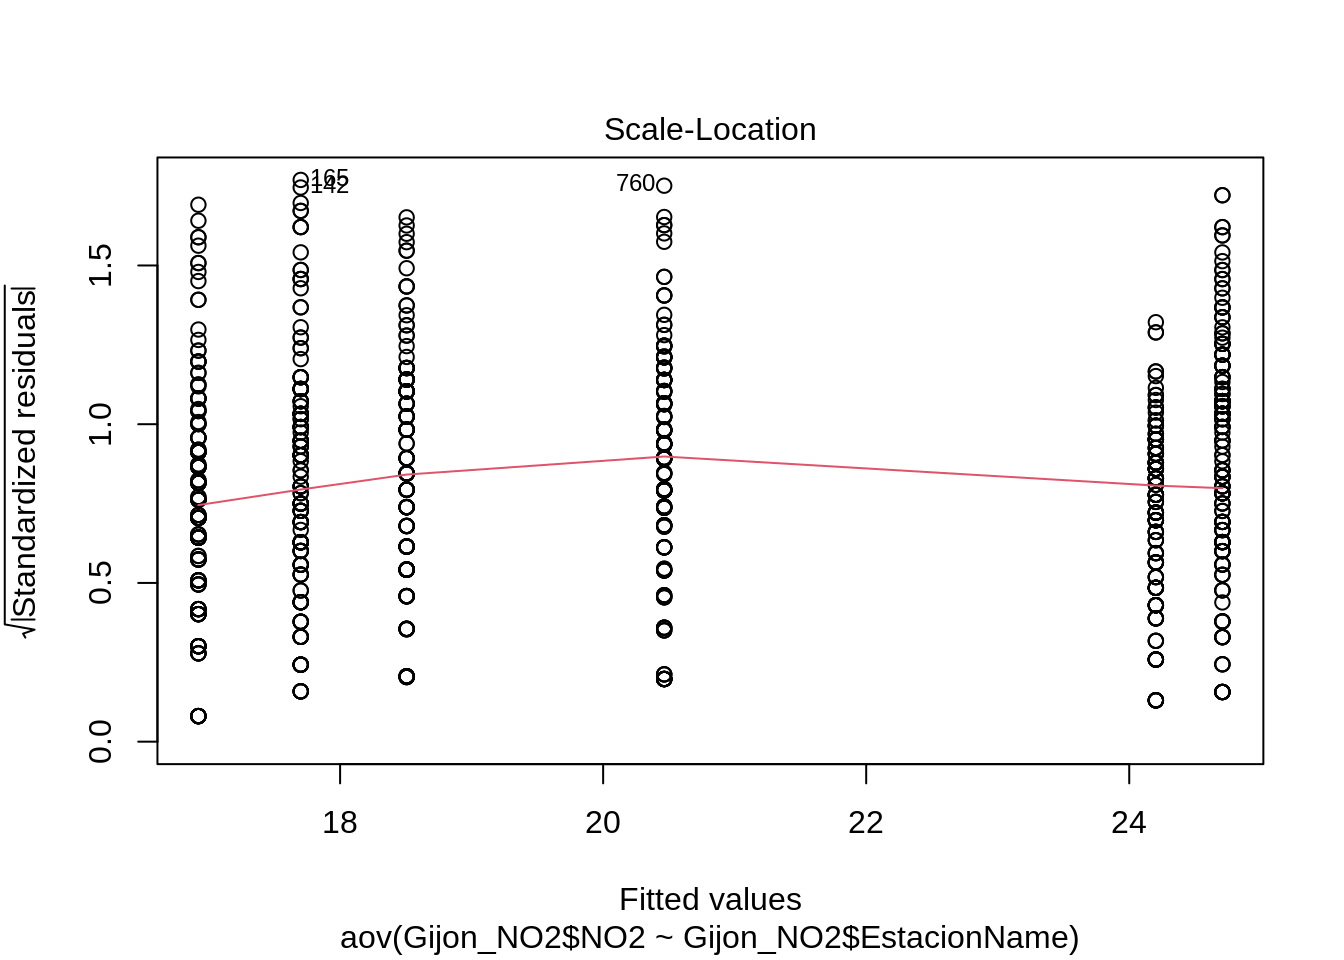 Scale-Location
165
142
760
√|Standardized residuals|
0.0
0.5
1.0
1.5
18
20
22
24
Fitted values
aov(Gijon_NO2$NO2 ~ Gijon_NO2$EstacionName)